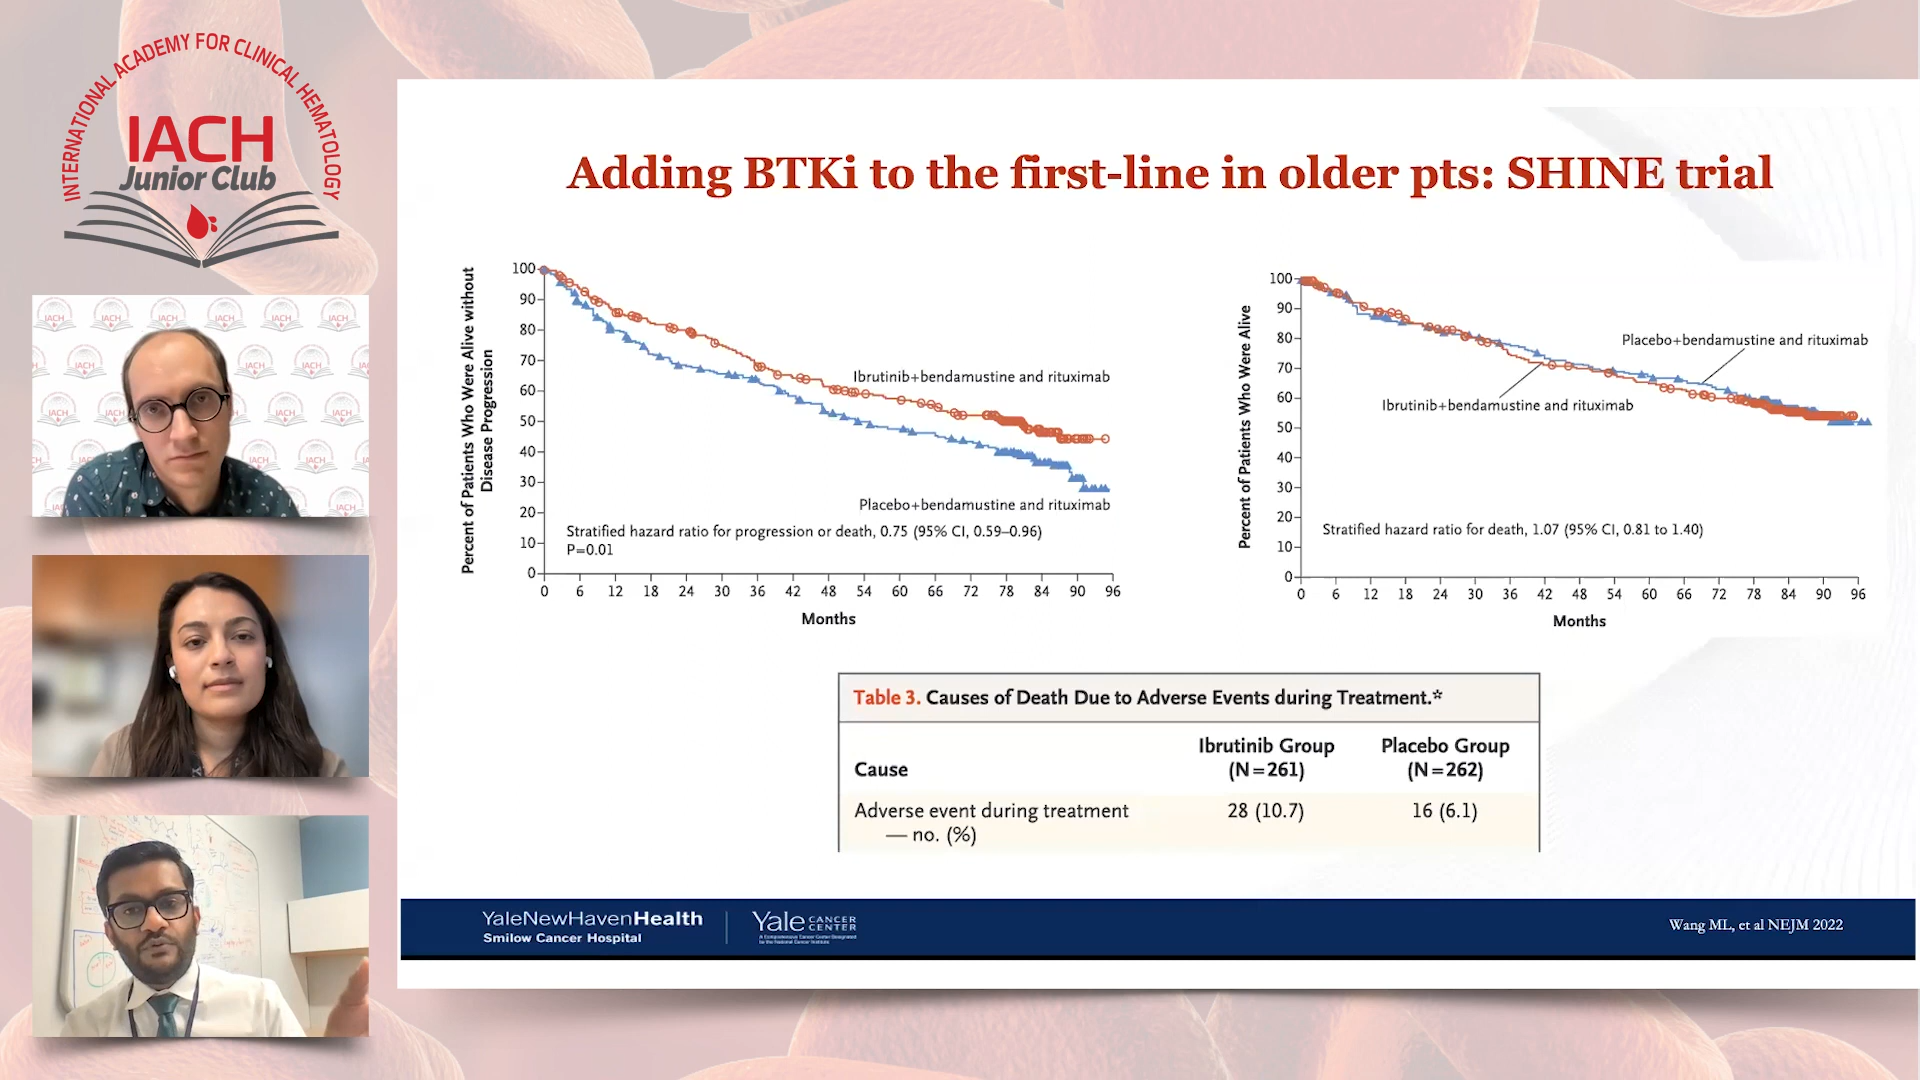 INTERNATIONAL ACADEMY FOR CLINICAL HEMATOLOGY
IACH
Junior Club
Adding BTKi to the first-line in older pts: SHINE trial
Percent of Patients Who Were Alive without
Disease Progression
100
90
80
70
60
50
40
30
20
10
0
Ibrutinib+bendamustine and rituximab
Placebo+bendamustine and rituximab
Stratified hazard ratio for progression or death, 0.75 (95% CI, 0.59–0.96)
P=0.01
0 6 12 18 24 30 36 42 48 54 60 66 72 78 84 90 96
Months
Percent of Patients Who Were Alive
100
90
80
70
60
50
40
30
20
10
0
Placebo+bendamustine and rituximab
Ibrutinib+bendamustine and rituximab
Stratified hazard ratio for death, 1.07 (95% CI, 0.81 to 1.40)
0 6 12 18 24 30 36 42 48 54 60 66 72 78 84 90 96
Months
Table 3. Causes of Death Due to Adverse Events during Treatment.*
Cause Ibrutinib Group Placebo Group
(N=261) (N=262)
Adverse event during treatment 28 (10.7) 16 (6.1)
— no. (%)
YaleNewHavenHealth
Smilow Cancer Hospital
Yale CANCER
CENTER
Wang ML, et al NEJM 2022